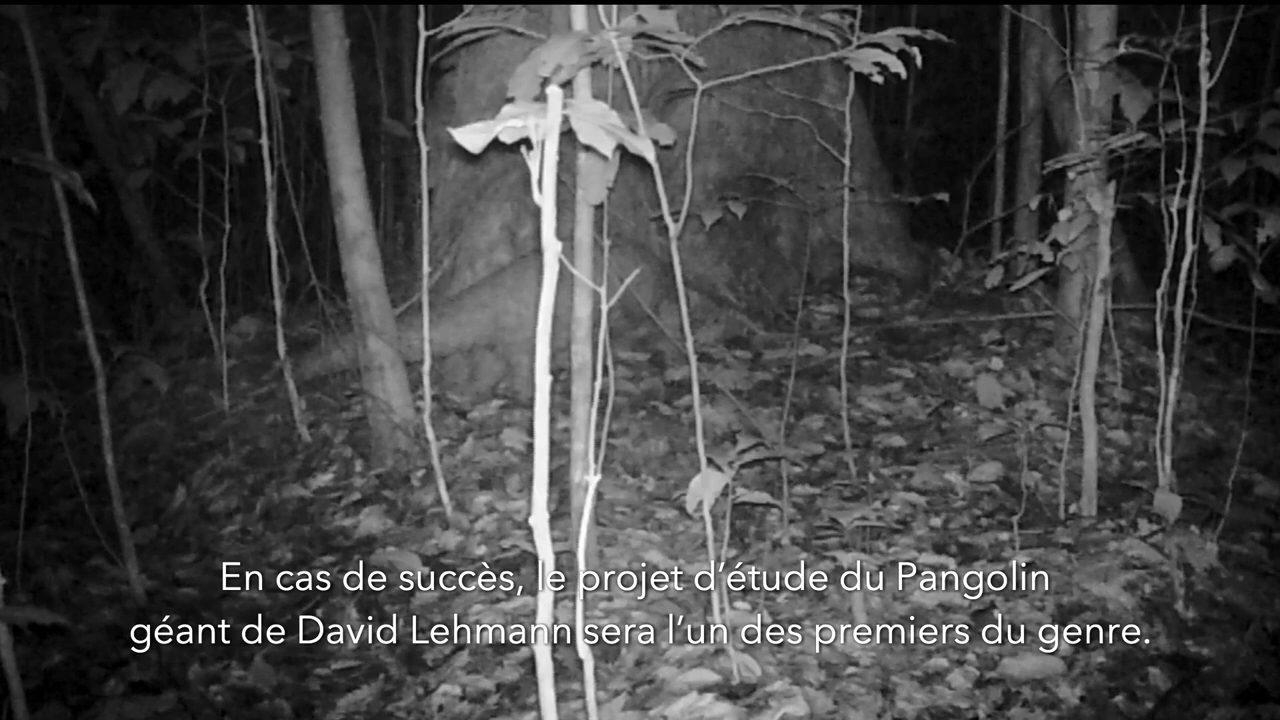 En cas de succès, le projet d’étude du Pangolin
géant de David Lehmann sera l’un des premiers du genre.